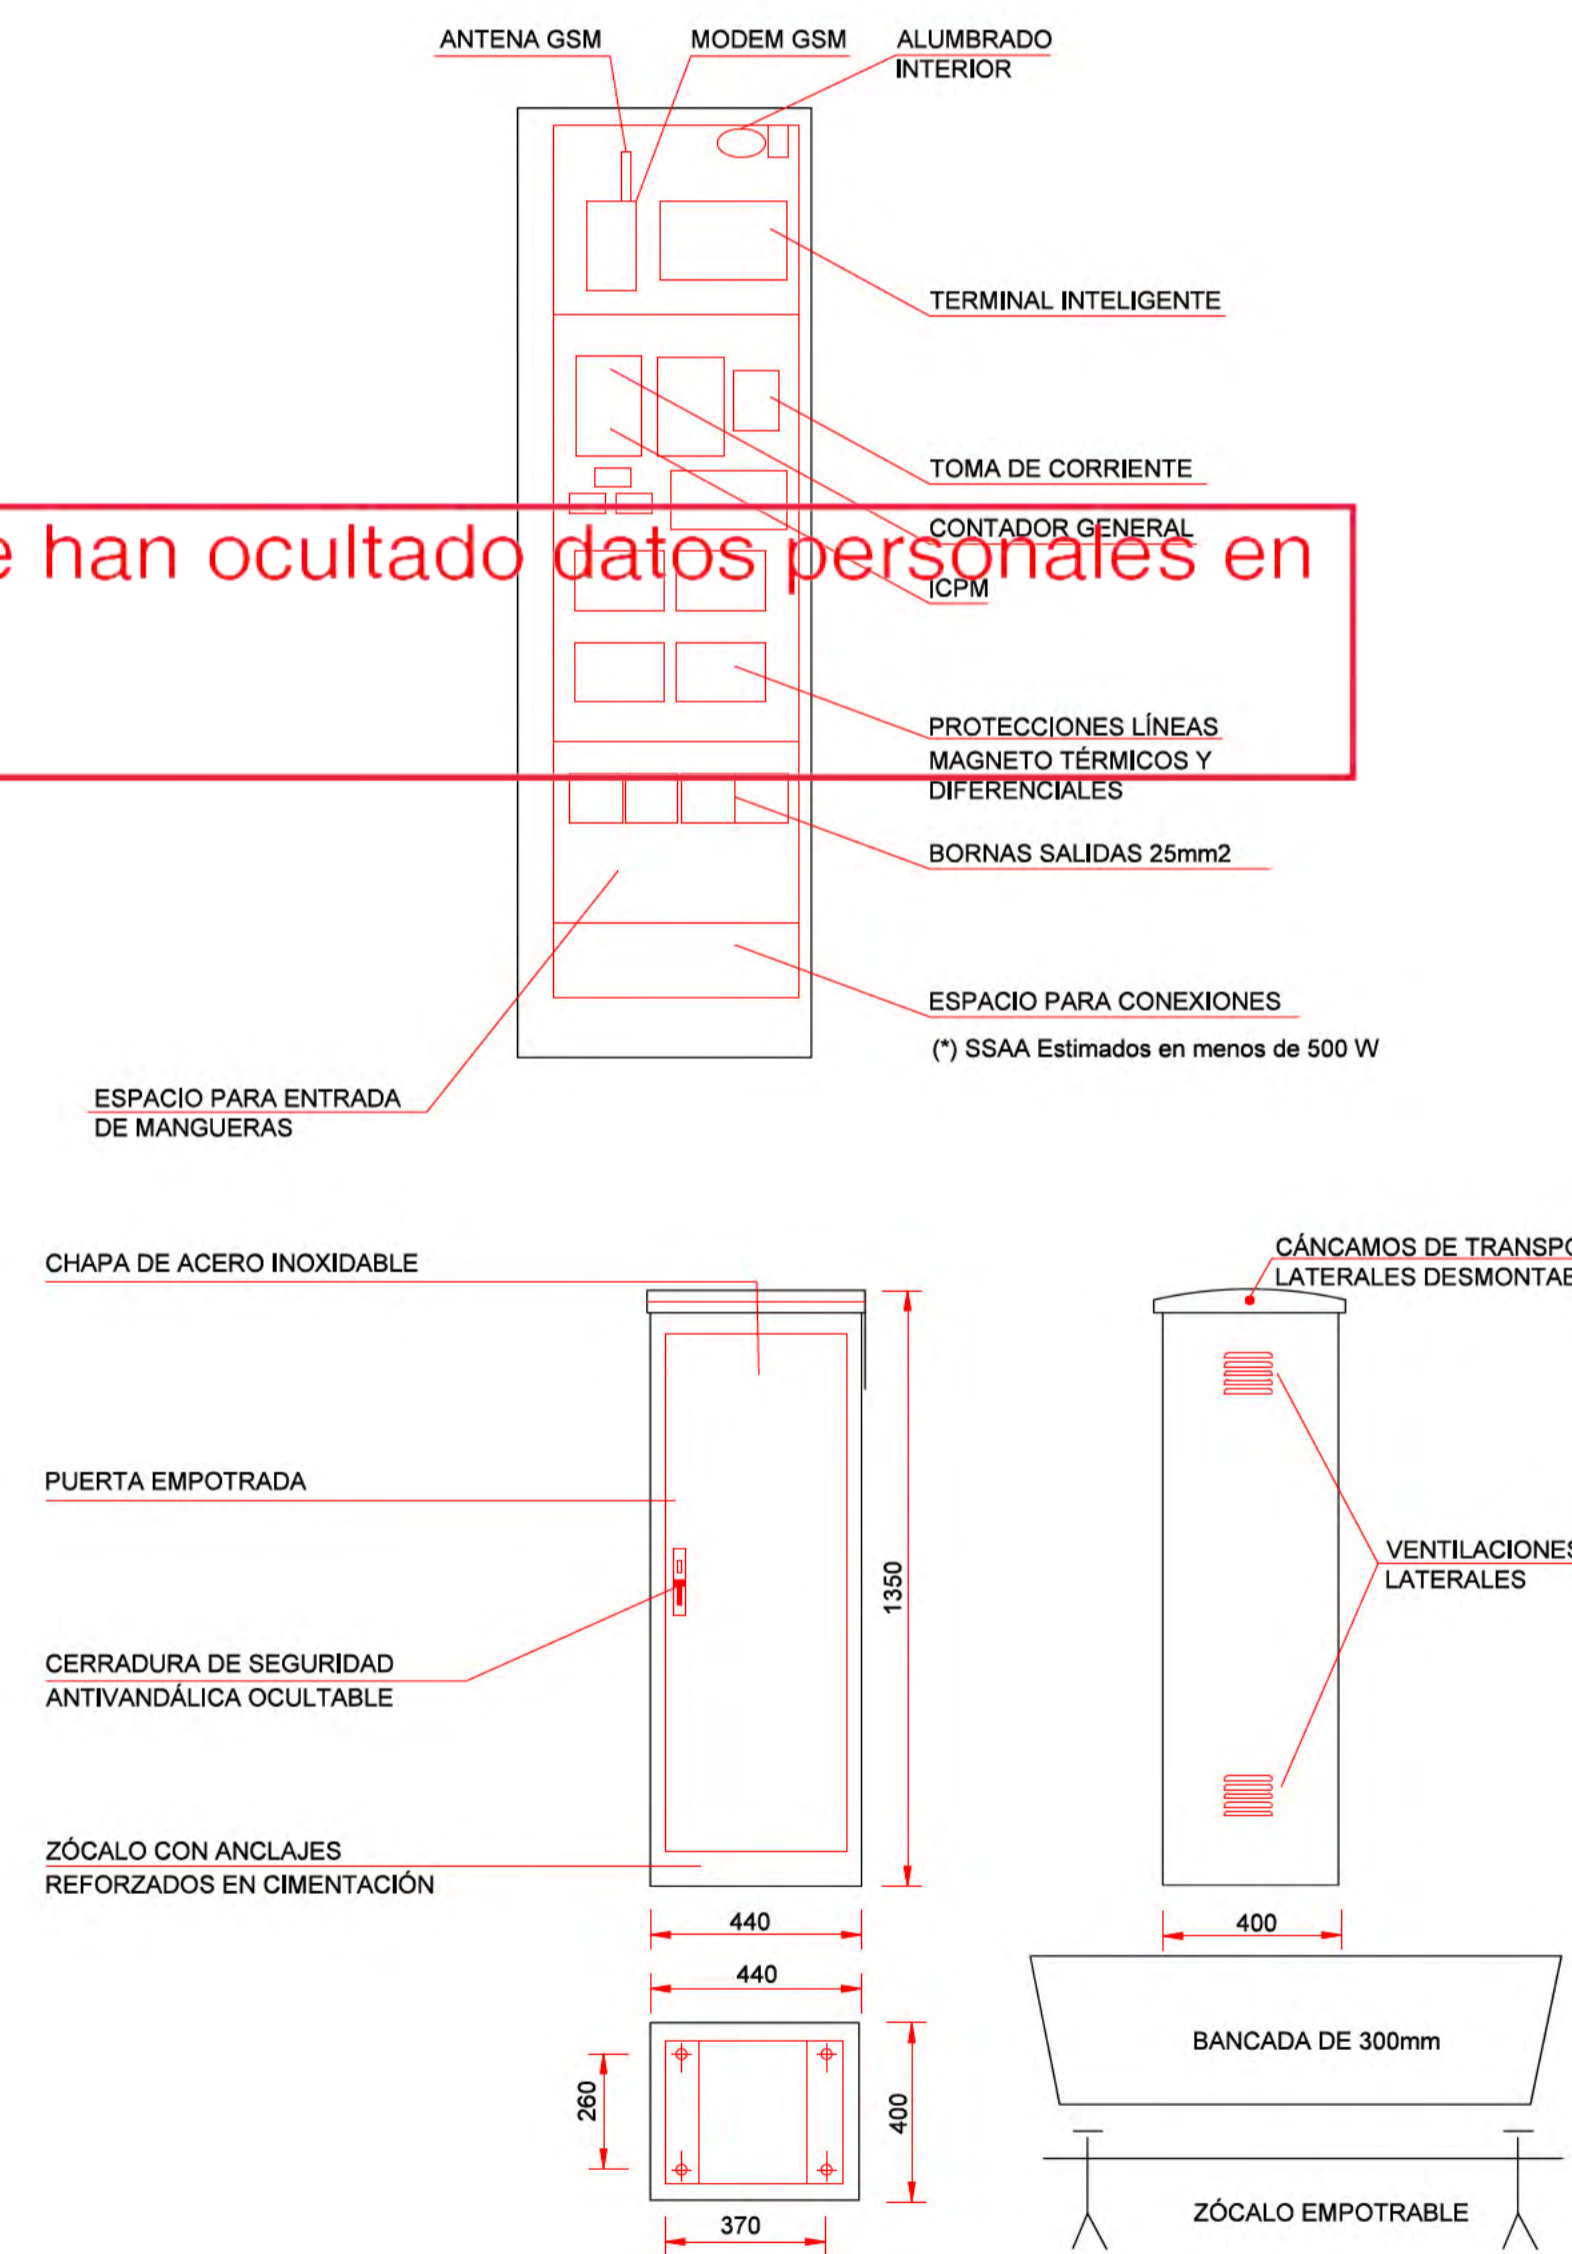 ANTENA GSM
MODEM GSM
ALUMBRADO
INTERIOR
TERMINAL INTELIGENTE
TOMA DE CORRIENTE
CONTADOR GENERAL
han ocultado datos personales en
ICPM
PROTECCIONES LÍNEAS
MAGNETO TÉRMICOS Y
DIFERENCIALES
BORNAS SALIDAS 25mm2
ESPACIO PARA CONEXIONES
(*) SSAA Estimados en menos de 500 W
ESPACIO PARA ENTRADA
DE MANGUERAS
CHAPA DE ACERO INOXIDABLE
CÁNCAMOS DE TRANSPO
LATERALES DESMONTAB
PUERTA EMPOTRADA
1350
VENTILACIONES
LATERALES
CERRADURA DE SEGURIDAD
ANTIVANDÁLICA OCULTABLE
ZÓCALO CON ANCLAJES
REFORZADOS EN CIMENTACIÓN
440
400
440
BANCADA DE 300mm
260
400
ZÓCALO EMPOTRABLE
370